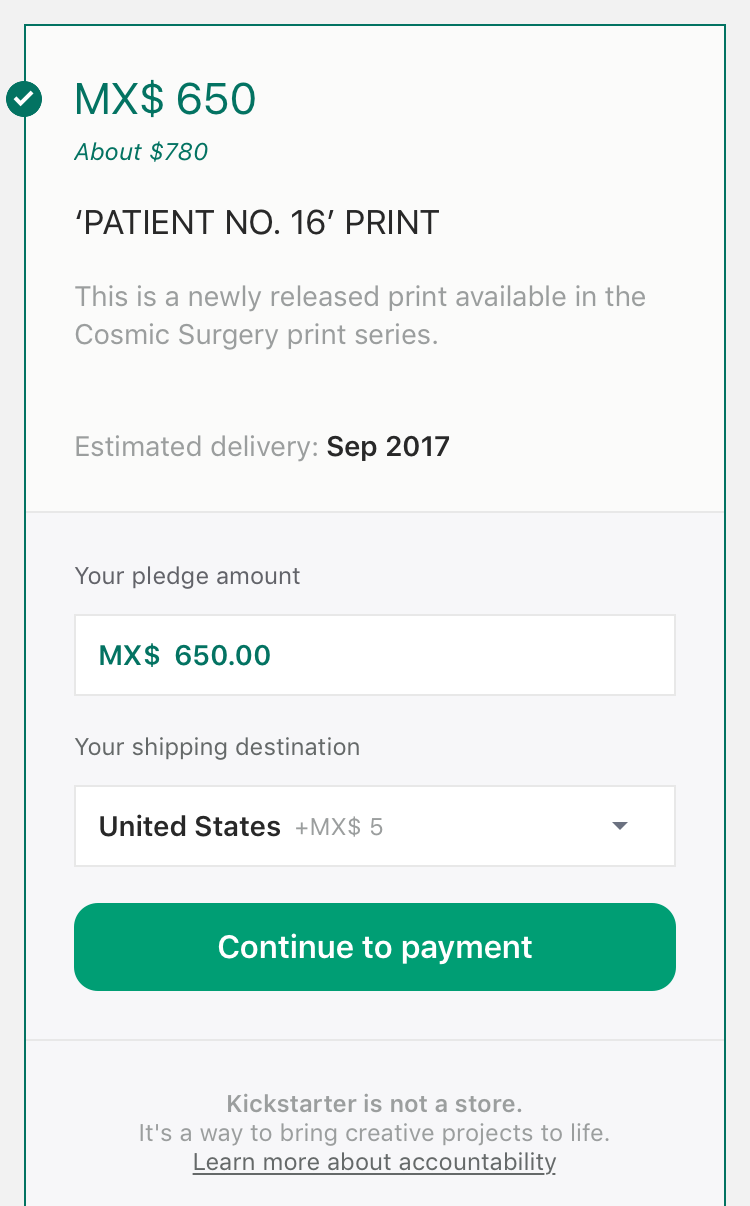 MX$ 650
About $780
‘PATIENT NO. 16’ PRINT
This is a newly released print available in the
Cosmic Surgery print series.
Estimated delivery: Sep 2017
Your pledge amount
MX$ 650.00
Your shipping destination
United States +MX$ 5
Continue to payment
Kickstarter is not a store.
It's a way to bring creative projects to life.
Learn more about accountability